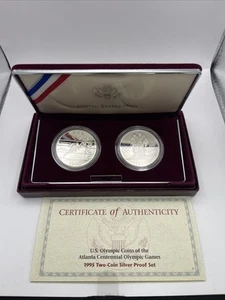 CERTIFICATE OF AUTHENTICITY
U.S. Olympic Coins of the
Atlanta Centennial Olympic Games
1995 Two-Coin Silver Proof Set